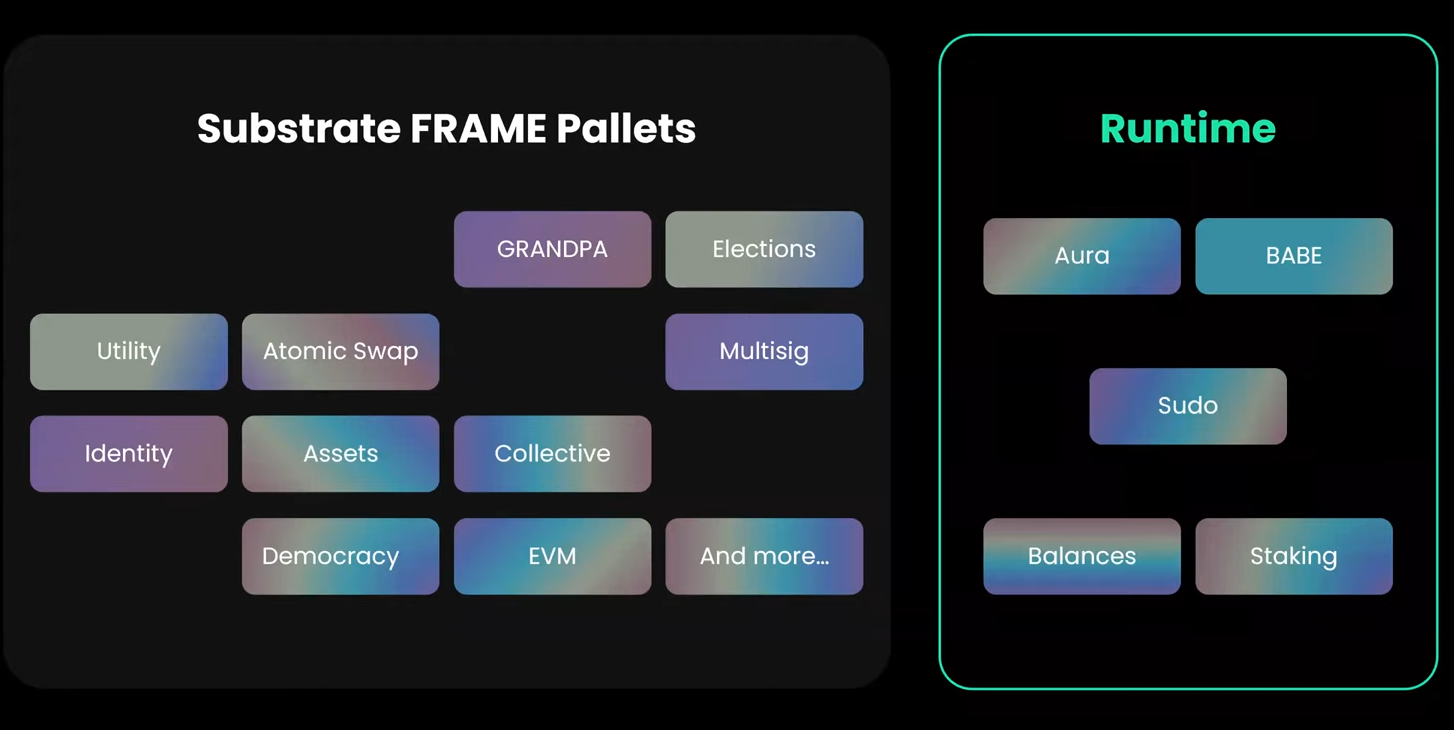 Substrate FRAME Pallets
GRANDPA
Elections
Utility
Atomic Swap
Multisig
Identity
Assets
Collective
Democracy
EVM
And more...
Runtime
Aura
BABE
Sudo
Balances
Staking